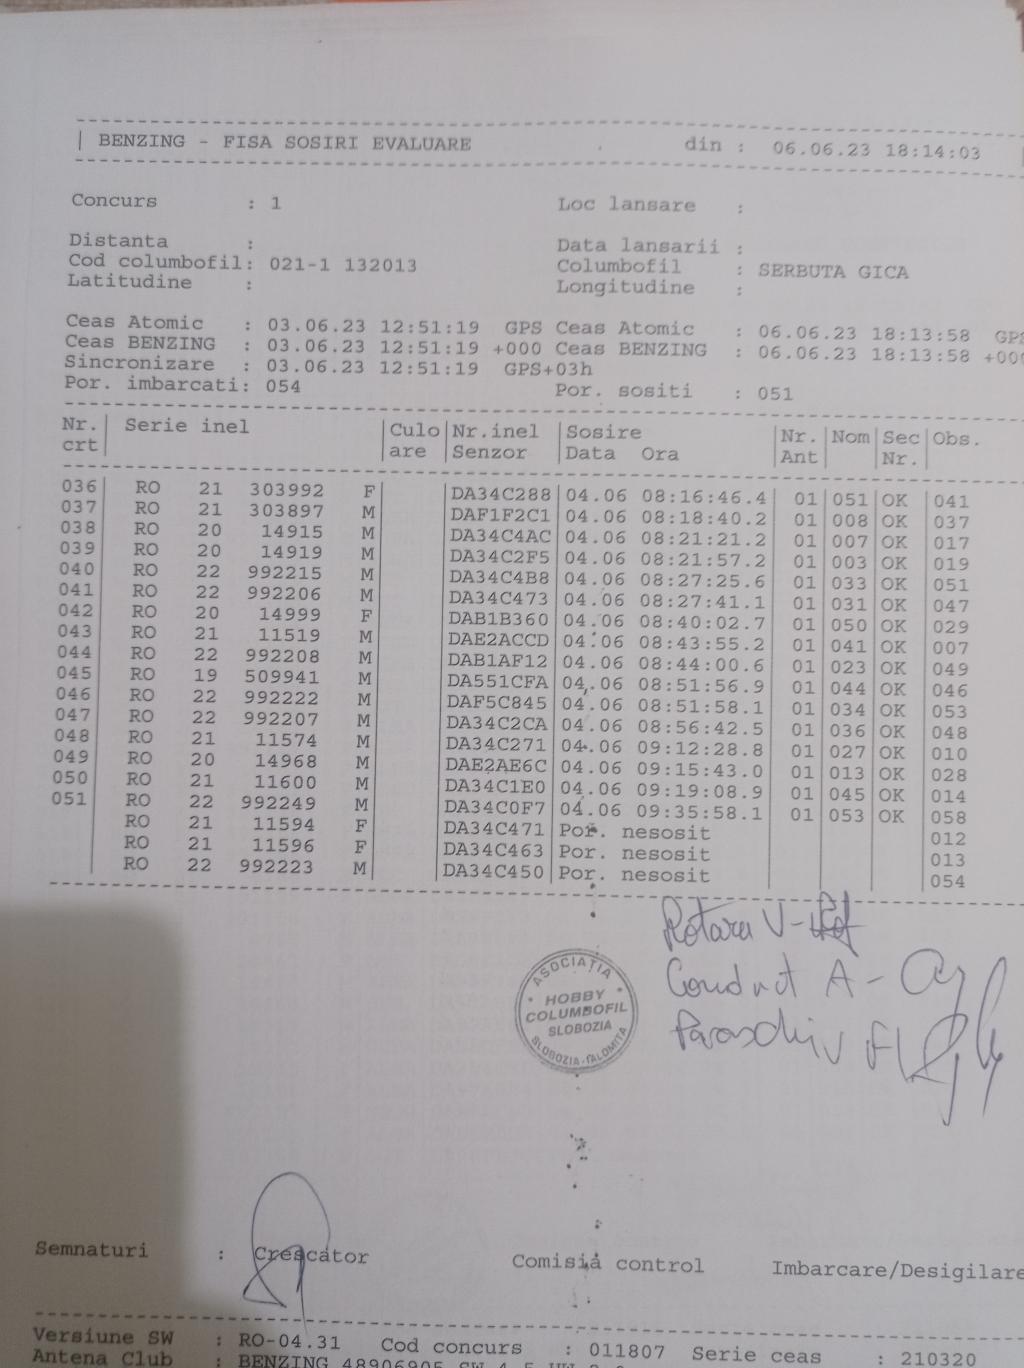 BENZING - FISA SOSIRI EVALUARE din : 06.06.23 18:14:03
Concurs : 1 Loc lansare :
Distanta : Data lansarii :
Cod columbofil: 021-1 132013 Columbofil : SERBUTA GICA
Latitudine : Longitudine :
Ceas Atomic : 03.06.23 12:51:19 GPS Ceas Atomic : 06.06.23 18:13:58 GPS
Ceas BENZING : 03.06.23 12:51:19 +000 Ceas BENZING : 06.06.23 18:13:58 +000
Sincronizare : 03.06.23 12:51:19 GPS+03h
Por. imbarcati: 054 Por. sositi : 051
Nr. Serie inel Culo Nr.inel Sosire Nr. Nom Sec Obs.
crt are Senzor Data Ora Ant Nr.
036 RO 21 303992 F DA34C288 04.06 08:16:46.4 01 051 OK 041
037 RO 21 303897 M DAF1F2C1 04.06 08:18:40.2 01 008 OK 037
038 RO 20 14915 M DA34C4AC 04.06 08:21:21.2 01 007 OK 017
039 RO 20 14919 M DA34C2F5 04.06 08:21:57.2 01 003 OK 019
040 RO 22 992215 M DA34C4B8 04.06 08:27:25.6 01 033 OK 051
041 RO 22 992206 M DA34C473 04.06 08:27:41.1 01 031 OK 047
042 RO 20 14999 F DAB1B360 04.06 08:40:02.7 01 050 OK 029
043 RO 21 11519 M DAE2ACCD 04.06 08:43:55.2 01 041 OK 007
044 RO 22 992208 M DAB1AF12 04.06 08:44:00.6 01 023 OK 049
045 RO 19 509941 M DA551CFA 04.06 08:51:56.9 01 044 OK 046
046 RO 22 992222 M DAF5C845 04.06 08:51:58.1 01 034 OK 053
047 RO 22 992207 M DA34C2CA 04.06 08:56:42.5 01 036 OK 048
048 RO 21 11574 M DA34C271 04.06 09:12:28.8 01 027 OK 010
049 RO 20 14968 M DAE2AE6C 04.06 09:15:43.0 01 013 OK 028
050 RO 21 11600 M DA34C1E0 04.06 09:19:08.9 01 045 OK 014
051 RO 22 992249 M DA34C0F7 04.06 09:35:58.1 01 053 OK 058
RO 21 11594 F DA34C471 Por. nesosit 012
RO 21 11596 F DA34C463 Por. nesosit 013
RO 22 992223 M DA34C450 Por. nesosit 054
Rotaru V-
Conduct A-
Paraschiv Fl
ASOCIAȚIA
HOBBY
COLUMBOFIL
SLOBOZIA
SLOBOZIA-IALOMITA
Semnaturi : Crescator Comisia control Imbarcare/Desigilare
Versiune SW : RO-04.31 Cod concurs : 011807 Serie ceas : 210320
Antena Club : BENZING 48906905